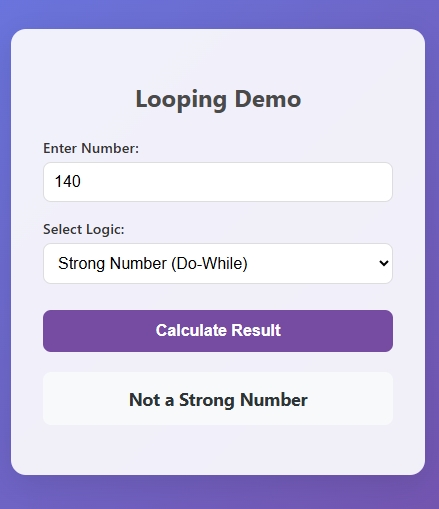 Looping Demo
Enter Number:
140
Select Logic:
Strong Number (Do-While)
Calculate Result
Not a Strong Number